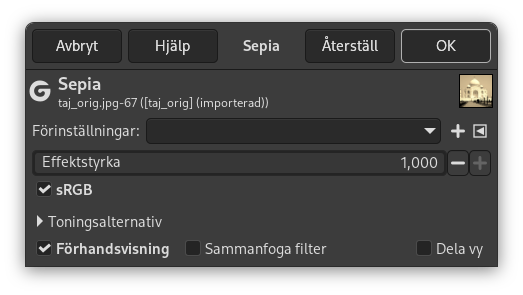 Avbryt Hjälp Sepia Återställ OK
Sepia
taj_orig.jpg-67 ([taj_orig] (importerad))
Förinställningar:
Effektstyrka 1,000
sRGB
Toningsalternativ
Förhandsvisning Sammanfoga filter Dela vy